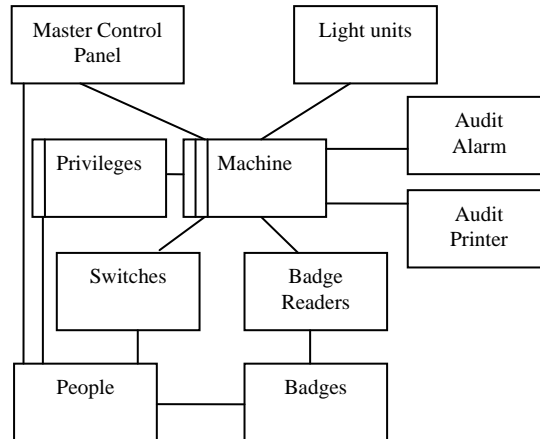 Master Control
Panel
Light units
Audit
Alarm
Privileges
Machine
Audit
Printer
Switches
Badge
Readers
People
Badges